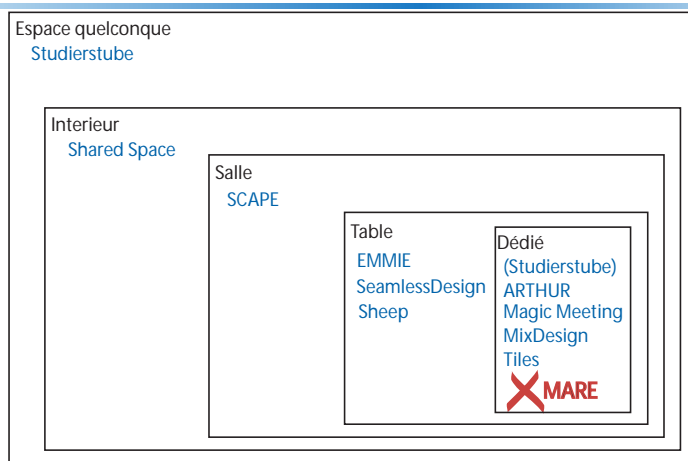 Espace quelconque
Studierstube
Interieur
Shared Space
Salle
SCAPE
Table
EMMIE
SeamlessDesign
Sheep
Dédié
(Studierstube)
ARTHUR
Magic Meeting
MixDesign
Tiles
XMARE